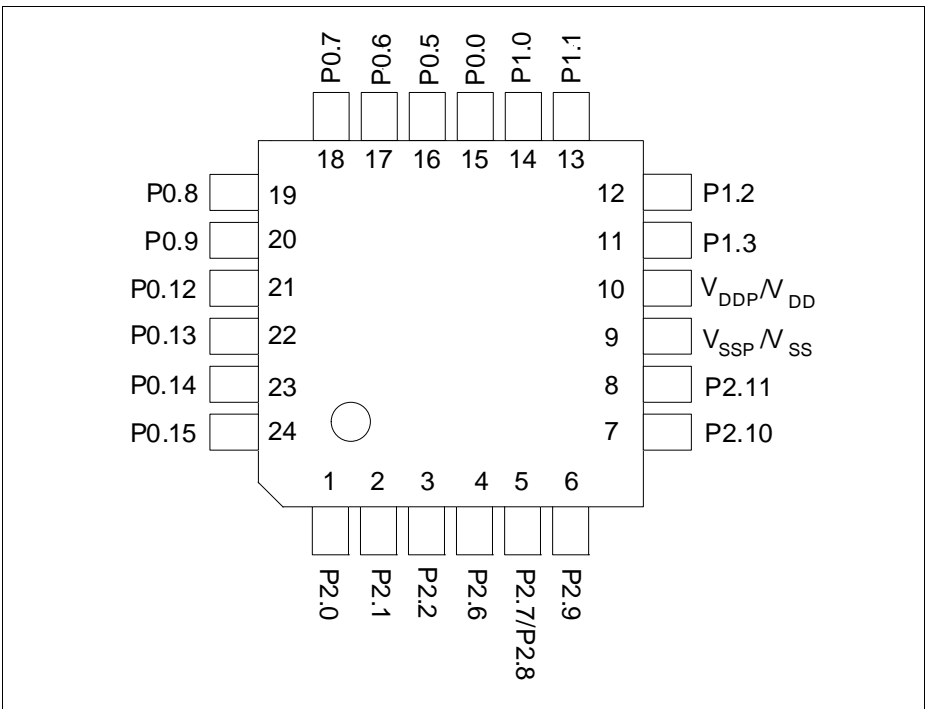 P0.7 P0.6 P0.5 P0.0 P1.0 P1.1
18 17 16 15 14 13
P0.8 19 12 P1.2
P0.9 20 11 P1.3
P0.12 21 10 VDDP/VDD
P0.13 22 9 VSSP/VSS
P0.14 23 8 P2.11
P0.15 24 7 P2.10
1 2 3 4 5 6
P2.0 P2.1 P2.2 P2.6 P2.7/P2.8 P2.9